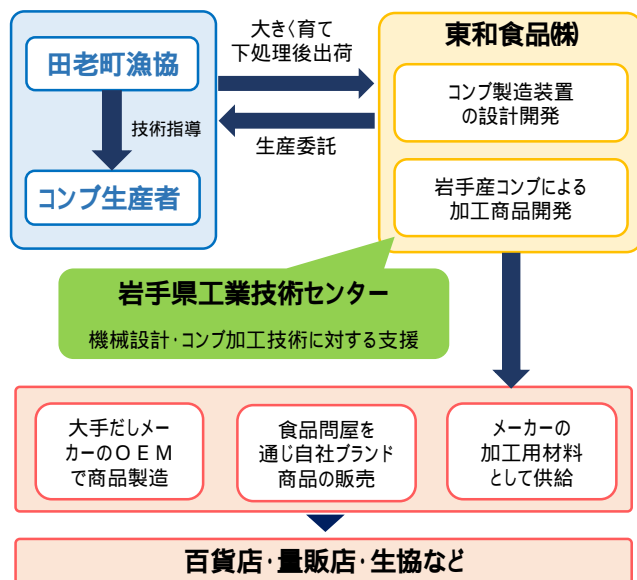 田老町漁協
技術指導
コンブ生産者
大きく育て
下処理後出荷
生産委託
東和食品㈱
コンブ製造装置
の設計開発
岩手産コンブによる
加工商品開発
岩手県工業技術センター
機械設計・コンブ加工技術に対する支援
大手だしメー
カーのＯＥＭ
で商品製造
食品問屋を
通じ自社ブランド
商品の販売
メーカーの
加工用材料
として供給
百貨店・量販店・生協など